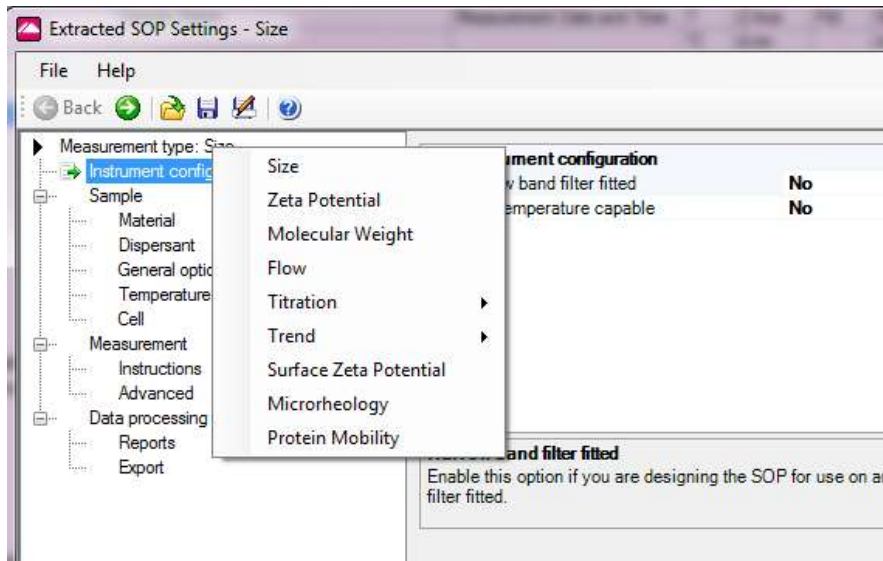 Extracted SOP Settings - Size
File Help
Back
Measurement type: Size
Instrument config
Sample
Material
Dispersant
General optio
Temperature
Cell
Measurement
Instructions
Advanced
Data processing
Reports
Export
Size
Zeta Potential
Molecular Weight
Flow
Titration
Trend
Surface Zeta Potential
Microrheology
Protein Mobility
ument configuration
w band filter fitted No
emperature capable No
and filter fitted
Enable this option if you are designing the SOP for use on a
filter fitted.